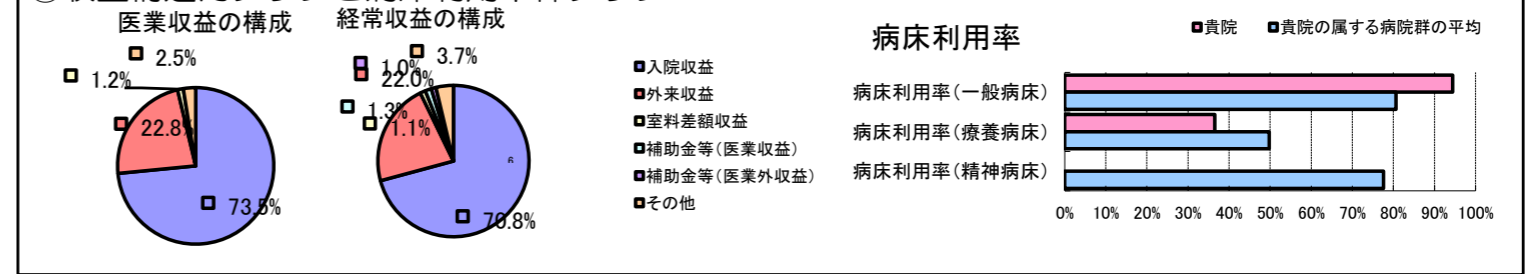 医業収益の構成
2.5%
1.2%
22.8%
73.5%
経常収益の構成
3.7%
1.0%
22.0%
1.3%
1.1%
6
70.8%
入院収益
外来収益
室料差額収益
補助金等(医業収益)
補助金等(医業外収益)
その他
病床利用率
貴院 貴院の属する病院群の平均
病床利用率(一般病床)
病床利用率(療養病床)
病床利用率(精神病床)
0% 10% 20% 30% 40% 50% 60% 70% 80% 90% 100%